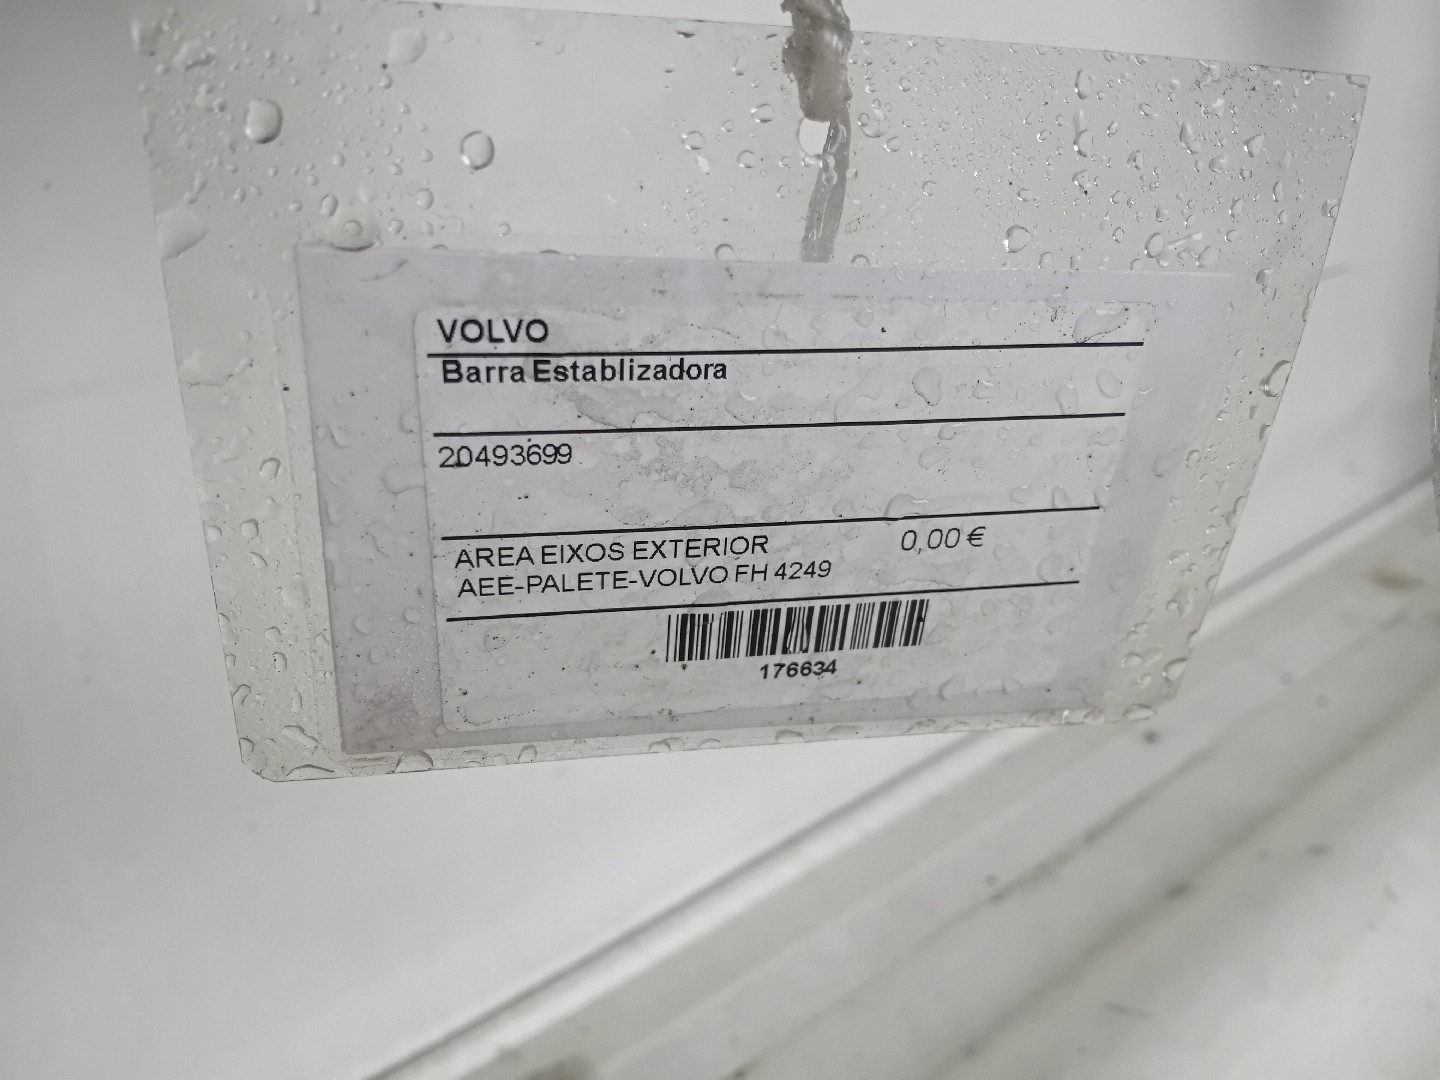 VOLVO
Barra Establizadora
20493699
AREA EIXOS EXTERIOR 0,00 €
AEE-PALETE-VOLVO FH 4249
176634